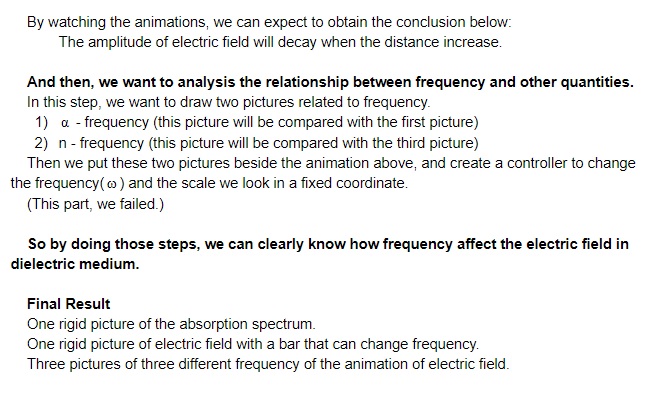 By watching the animations, we can expect to obtain the conclusion below:
The amplitude of electric field will decay when the distance increase.
And then, we want to analysis the relationship between frequency and other quantities.
In this step, we want to draw two pictures related to frequency.
1) α - frequency (this picture will be compared with the first picture)
2) n - frequency (this picture will be compared with the third picture)
Then we put these two pictures beside the animation above, and create a controller to change
the frequency(ω) and the scale we look in a fixed coordinate.
(This part, we failed.)
So by doing those steps, we can clearly know how frequency affect the electric field in
dielectric medium.
Final Result
One rigid picture of the absorption spectrum.
One rigid picture of electric field with a bar that can change frequency.
Three pictures of three different frequency of the animation of electric field.